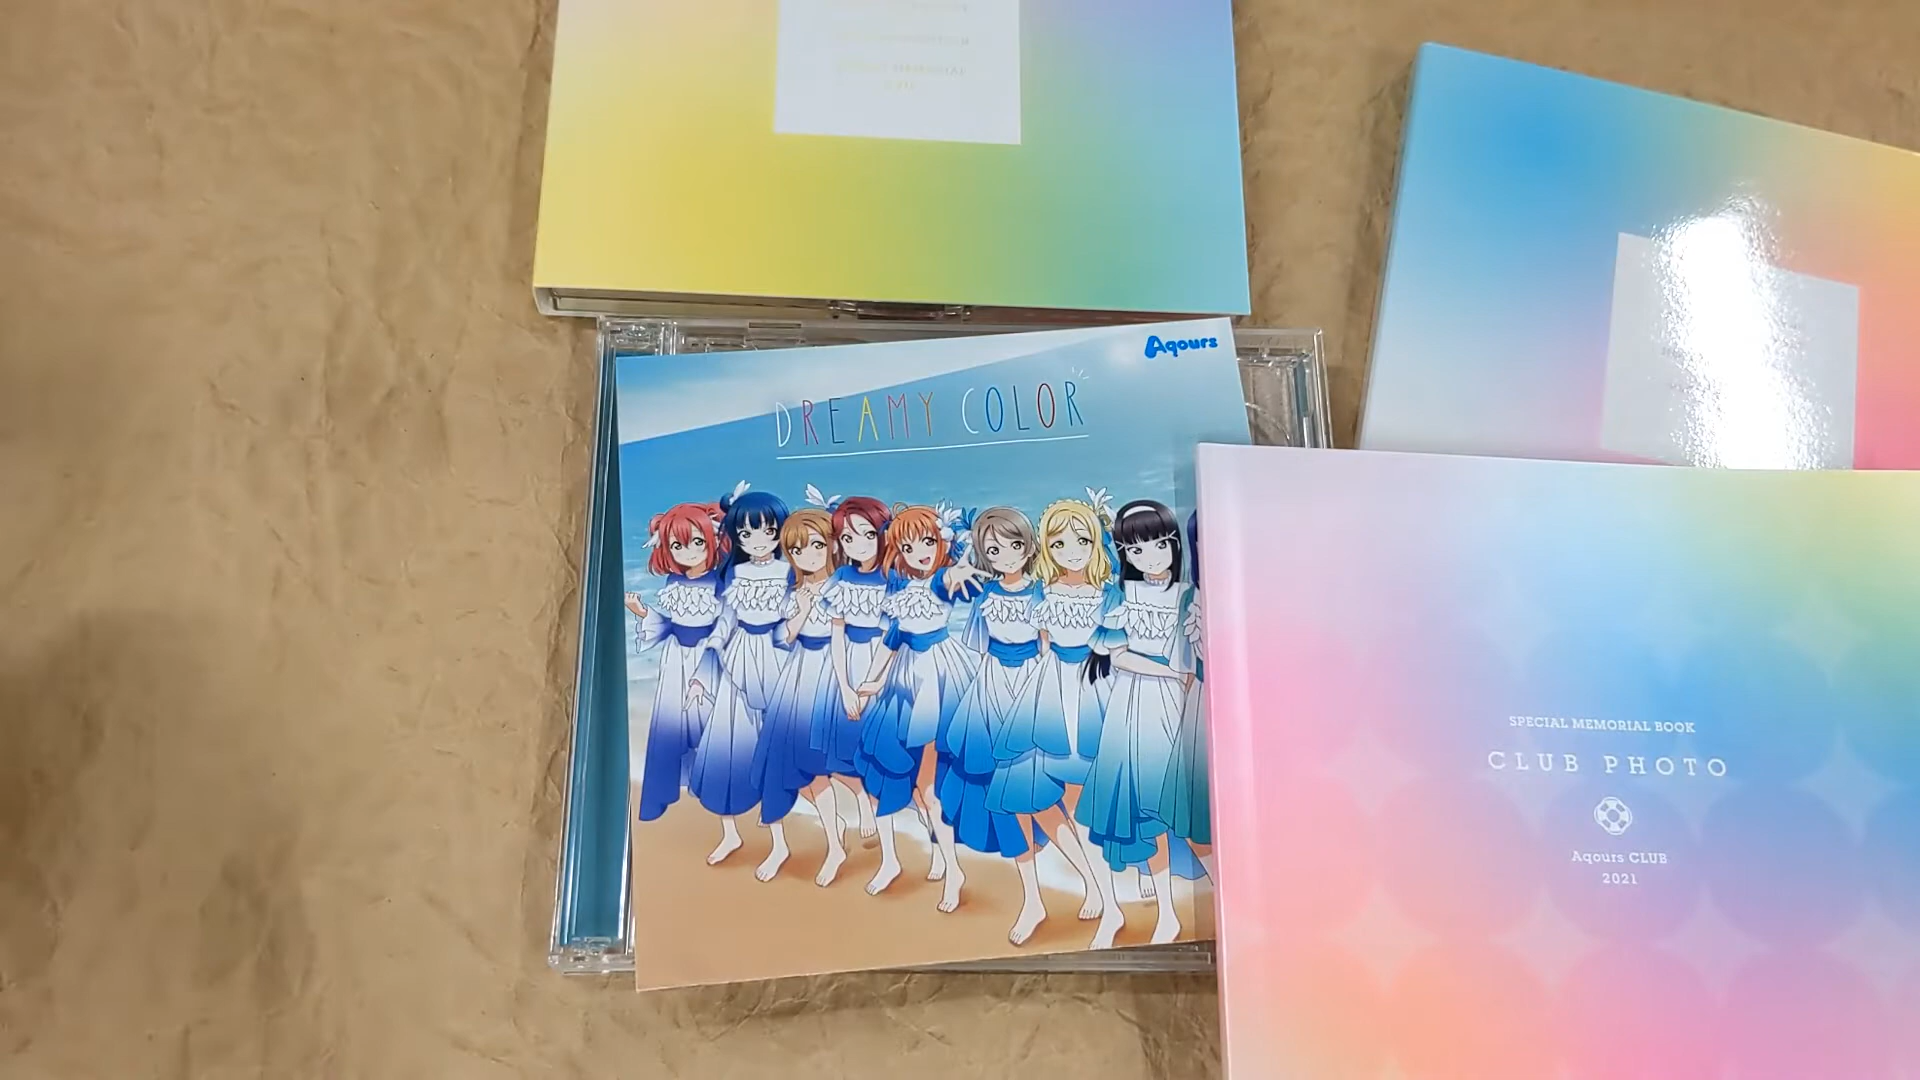 Aqours
DREAMY COLOR
SPECIAL MEMORIAL BOOK
CLUB PHOTO
Aqours CLUB
2021